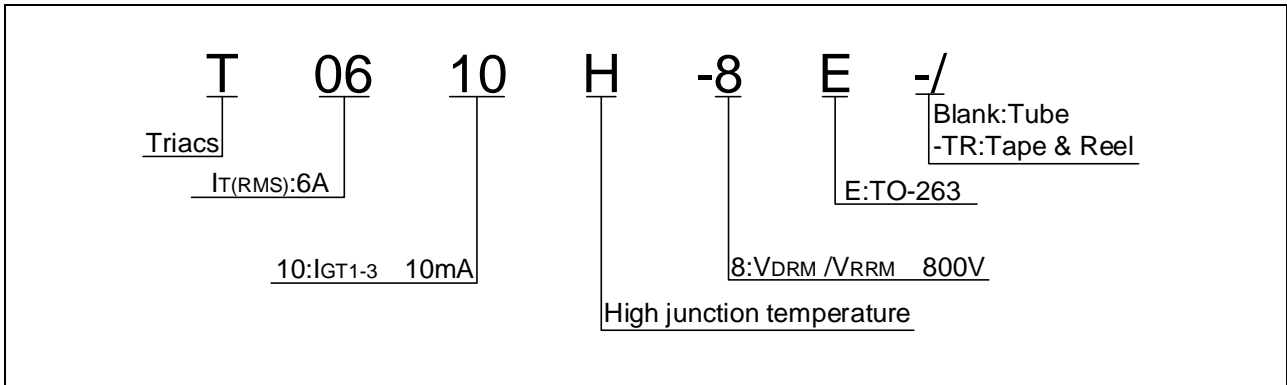 T 06 10 H -8 E -/
Blank:Tube
Triacs
-TR:Tape & Reel
IT(RMS):6A
E:TO-263
10:IGT1-3 10mA
8:VDRM /VRRM 800V
High junction temperature